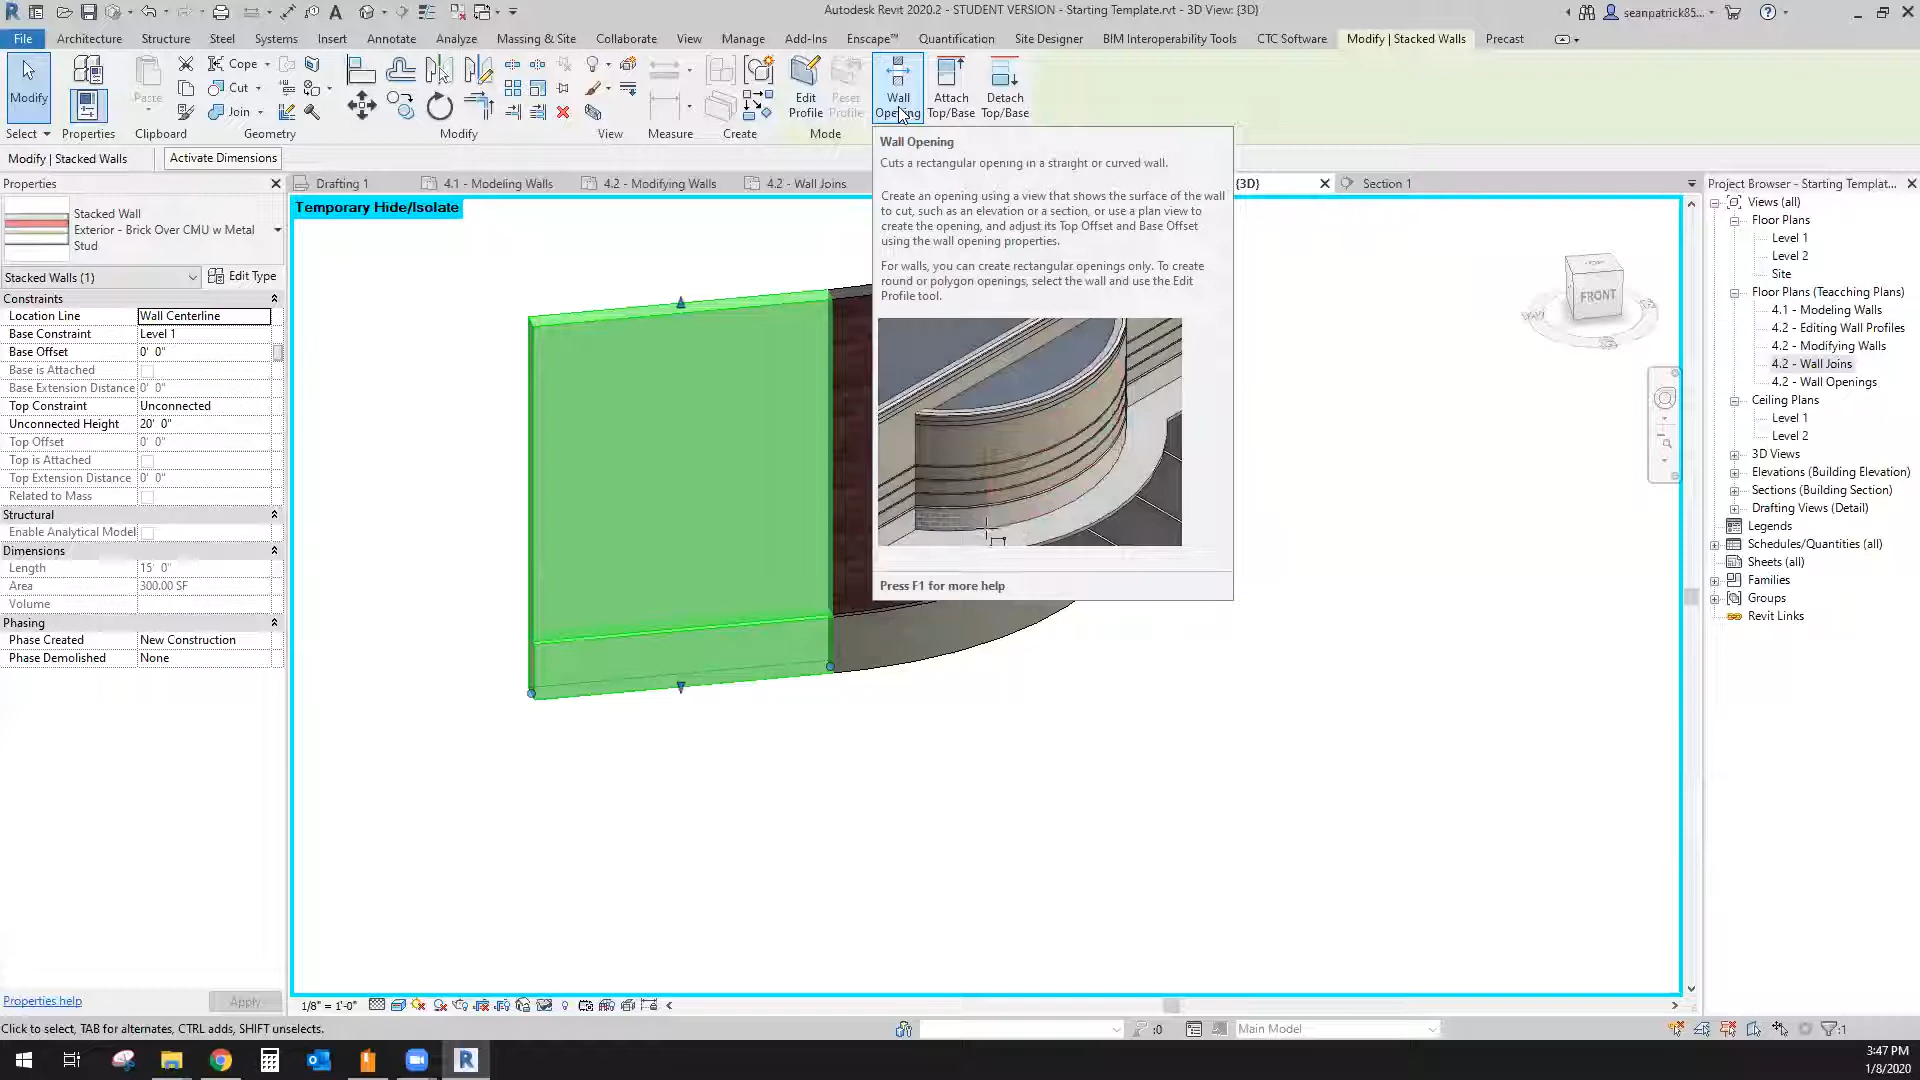 Autodesk Revit 2020.2 - STUDENT VERSION - Starting Template.rvt - 3D View: {3D}
seanpatrick85...
File
Architecture
Structure
Steel
Systems
Insert
Annotate
Analyze
Massing & Site
Collaborate
View
Manage
Add-Ins
Enscape™
Quantification
Site Designer
BIM Interoperability Tools
CTC Software
Modify | Stacked Walls
Precast
Modify
Paste
Cope
Cut
Join
Edit
Profile
Reset
Profile
Wall
Opening
Attach
Top/Base
Detach
Top/Base
Select
Properties
Clipboard
Geometry
Modify
View
Measure
Create
Mode
Modify | Stacked Walls
Activate Dimensions
Wall Opening
Cuts a rectangular opening in a straight or curved wall.
Create an opening using a view that shows the surface of the wall
to cut, such as an elevation or a section, or use a plan view to
create the opening, and adjust its Top Offset and Base Offset
using the wall opening properties.
For walls, you can create rectangular openings only. To create
round or polygon openings, select the wall and use the Edit
Profile tool.
Press F1 for more help
Properties
Drafting 1
4.1 - Modeling Walls
4.2 - Modifying Walls
4.2 - Wall Joins
{3D}
Section 1
Temporary Hide/Isolate
Stacked Wall
Exterior - Brick Over CMU w Metal
Stud
Stacked Walls (1)
Edit Type
Constraints
Location Line Wall Centerline
Base Constraint Level 1
Base Offset 0' 0"
Base is Attached
Base Extension Distance 0' 0"
Top Constraint Unconnected
Unconnected Height 20' 0"
Top Offset 0' 0"
Top is Attached
Top Extension Distance 0' 0"
Related to Mass
Structural
Enable Analytical Model
Dimensions
Length 15' 0"
Area 300.00 SF
Volume
Phasing
Phase Created New Construction
Phase Demolished None
Properties help
Apply
FRONT
Project Browser - Starting Templat...
Views (all)
Floor Plans
Level 1
Level 2
Site
Floor Plans (Teacching Plans)
4.1 - Modeling Walls
4.2 - Editing Wall Profiles
4.2 - Modifying Walls
4.2 - Wall Joins
4.2 - Wall Openings
Ceiling Plans
Level 1
Level 2
3D Views
Elevations (Building Elevation)
Sections (Building Section)
Drafting Views (Detail)
Legends
Schedules/Quantities (all)
Sheets (all)
Families
Groups
Revit Links
1/8" = 1'-0"
Click to select, TAB for alternates, CTRL adds, SHIFT unselects.
:0
Main Model
:1
3:47 PM
1/8/2020